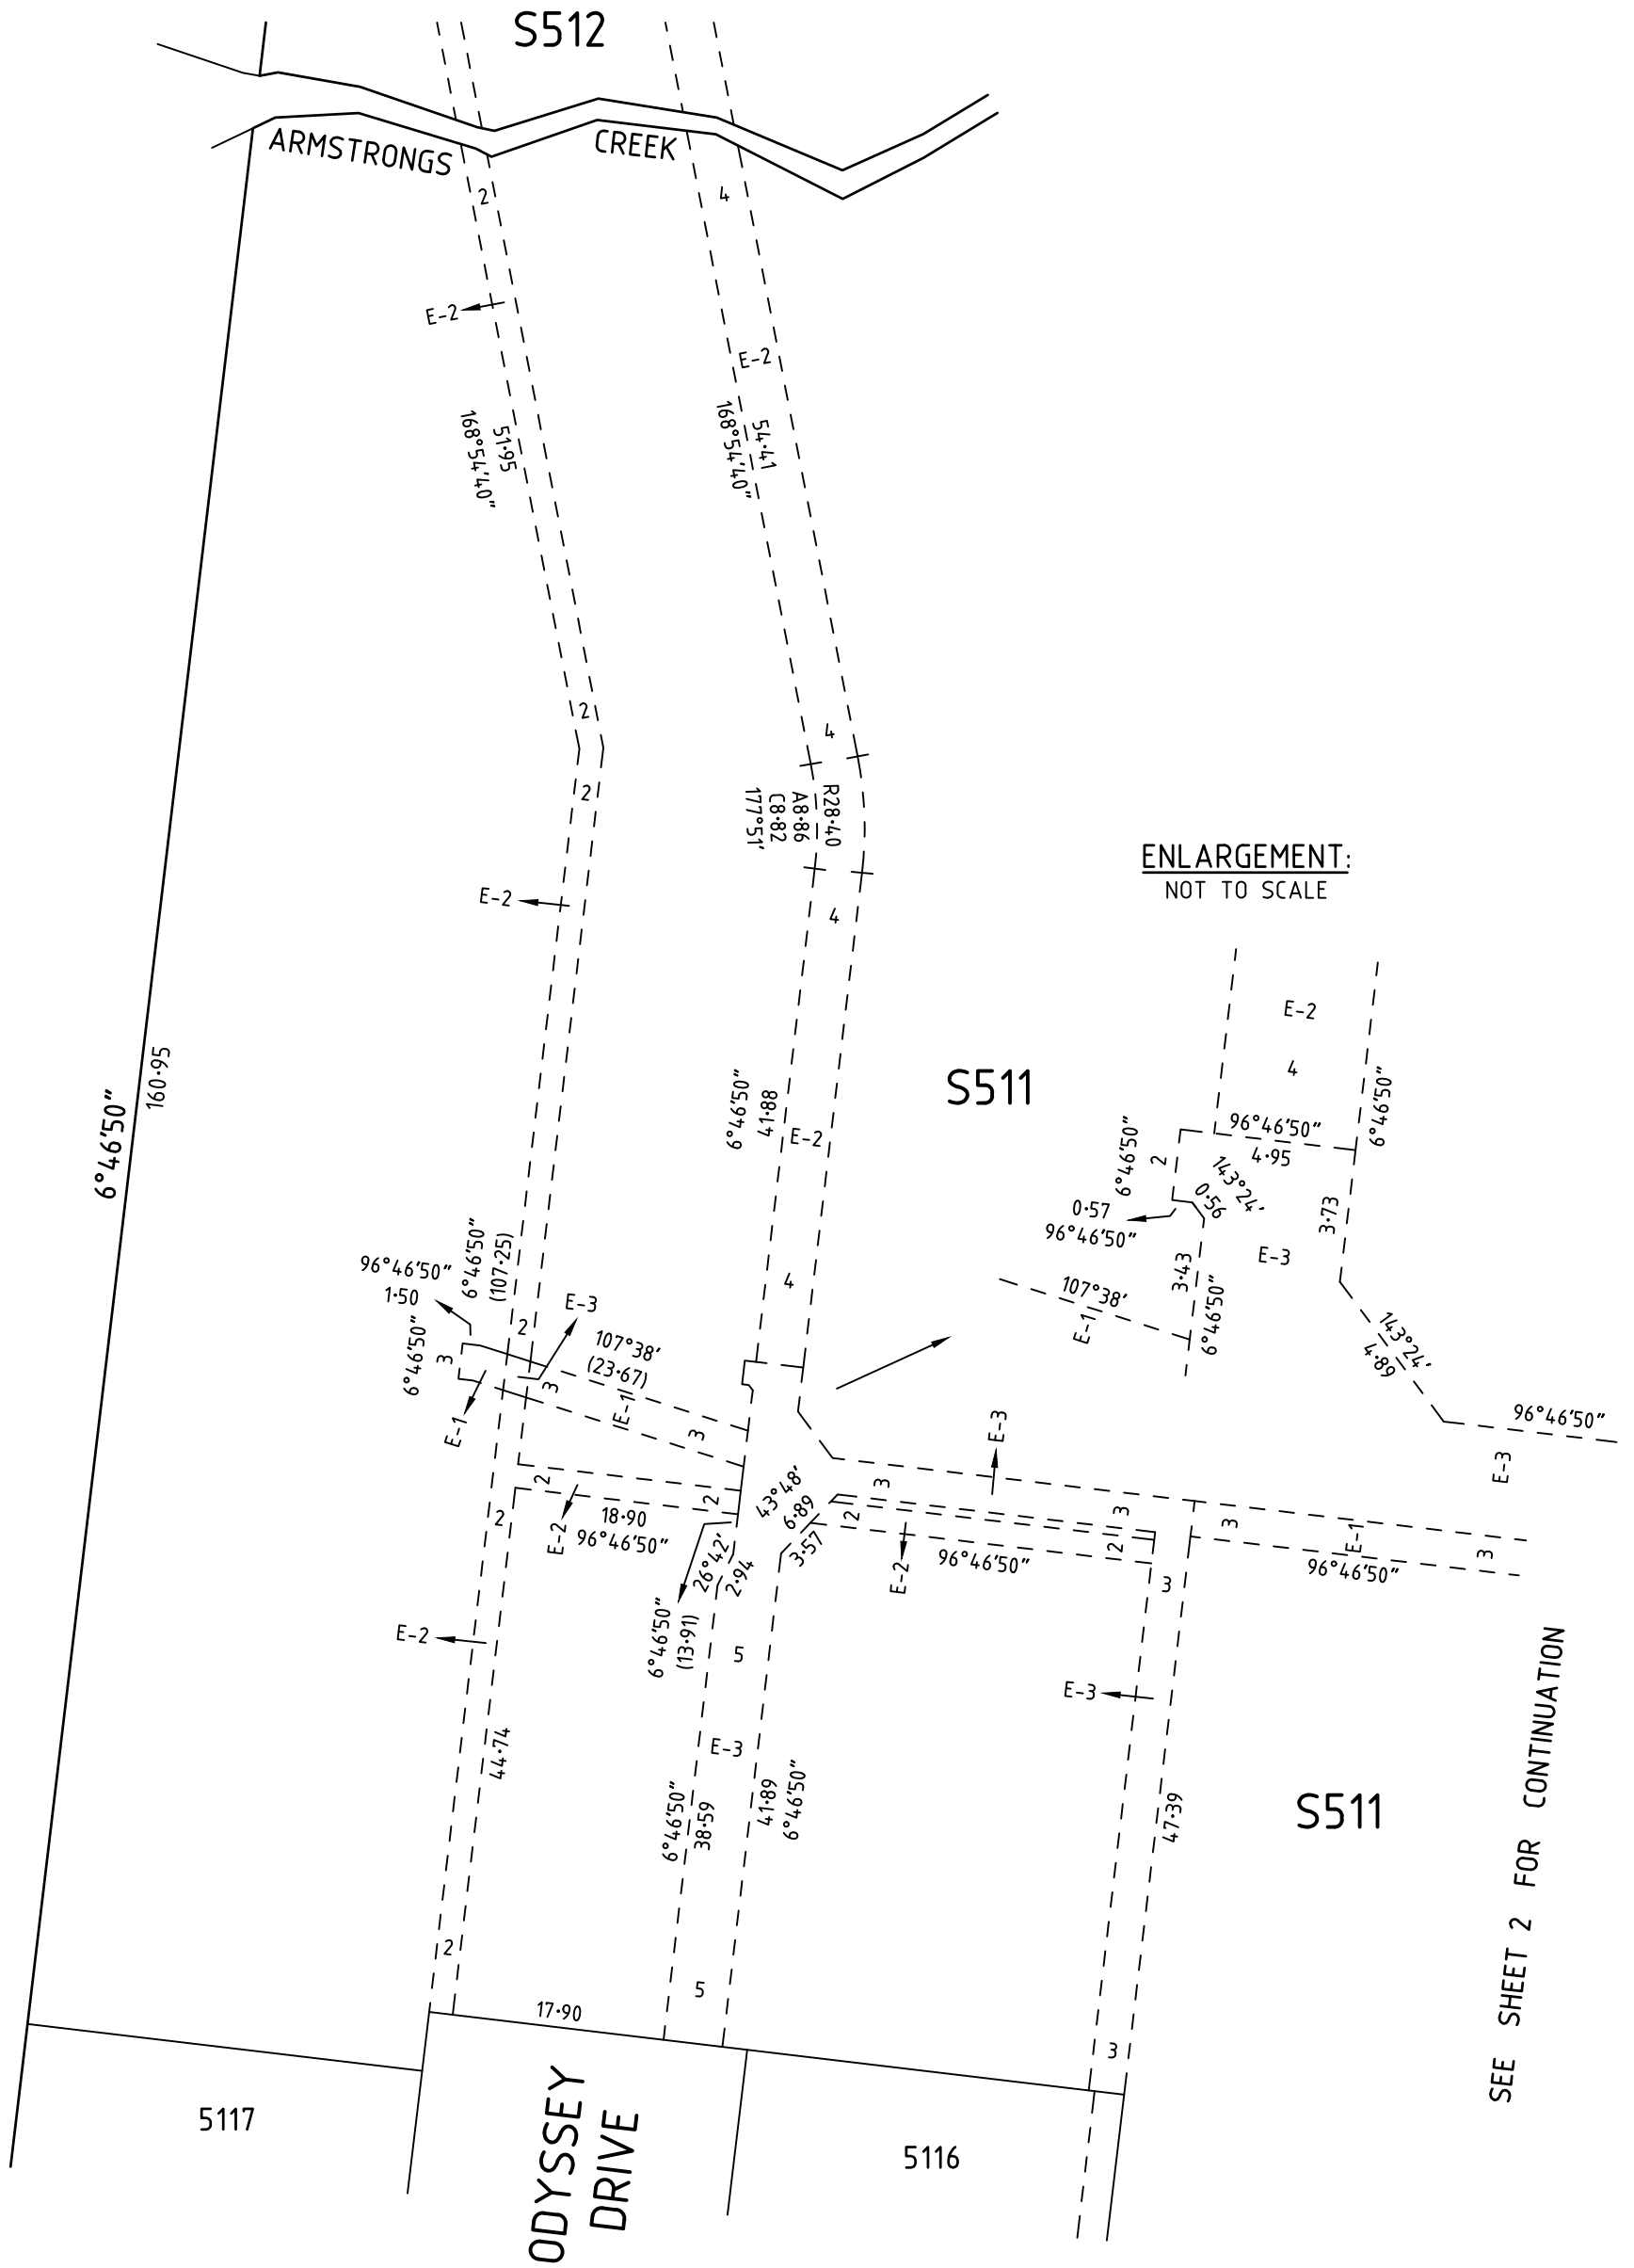 S512
ARMSTRONGS CREEK
2
4
E-2
E-2
51·95
168°54'40"
54·41
168°54'40"
2
4
2
R28·40
A8·86
C8·82
177°51'
ENLARGEMENT:
NOT TO SCALE
E-2
4
E-2
4
S511
6°46'50"
160·95
6°46'50"
41·88
E-2
6°46'50"
96°46'50"
4·95
6°46'50"
2
143°24'
0·56
0·57
96°46'50"
3·73
E-3
3·43
6°46'50"
107°38'
E-1
143°24'
4·89
96°46'50"
E-3
6°46'50"
(107·25)
96°46'50"
1·50
4
E-3
2
107°38'
(23·67)
6°46'50"
3
3
E-1
E-1
3
E-3
2
2
43°48'
6·89
3·57
3
3
3
2
2
E-1
3
2
18·90
96°46'50"
E-2
26°42'
2·94
E-2
96°46'50"
96°46'50"
3
6°46'50"
(13·91)
E-2
5
E-3
44·74
E-3
6°46'50"
38·59
41·89
6°46'50"
47·39
S511
SEE SHEET 2 FOR CONTINUATION
2
5
17·90
3
5117
ODYSSEY
DRIVE
5116